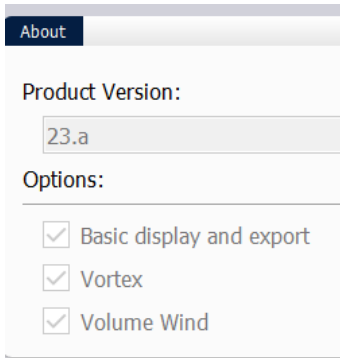 About
Product Version:
23.a
Options:
Basic display and export
Vortex
Volume Wind